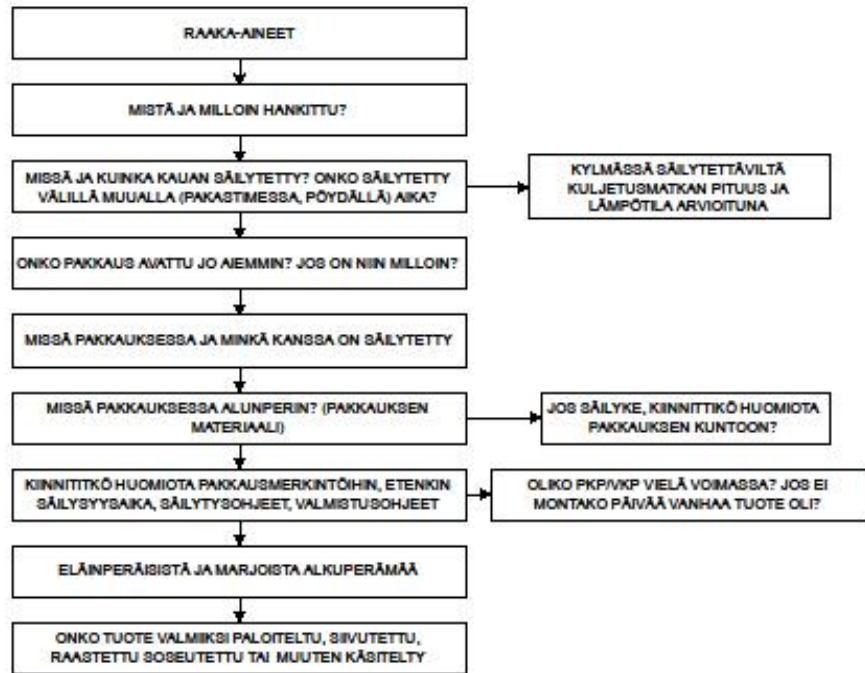 RAAKA-AINEET
MISTÄ JA MILLOIN HANKITTU?
MISSÄ JA KUINKA KAUAN SÄILYTETTY? ONKO SÄILYTETTY
VÄLILLÄ MUUALLA (PAKASTIMESSA, PÖYDÄLLÄ) AIKA?
KYLMÄSSÄ SÄILYTETTÄVILTÄ
KULJETUSMATKAN PITUUS JA
LÄMPÖTILA ARVIOITUNA
ONKO PAKKAUS AVATTU JO AIEMMIN? JOS ON NIIN MILLOIN?
MISSÄ PAKKAUKSESSA JA MINKÄ KANSSA ON SÄILYTETTY
MISSÄ PAKKAUKSESSA ALUNPERIN? (PAKKAUKSEN
MATERIAALI)
JOS SÄILYKE, KIINNITTIKÖ HUOMIOTA
PAKKAUKSEN KUNTOON?
KIINNITITKÖ HUOMIOTA PAKKAUSMERKINTÖIHIN, ETENKIN
SÄILYSYYSAIKA, SÄILYTYSOHJEET, VALMISTUSOHJEET
OLIKO PKP/VKP VIELÄ VOIMASSA? JOS EI
MONTAKO PÄIVÄÄ VANHAA TUOTE OLI?
ELÄINPERÄISISTÄ JA MARJOISTA ALKUPERÄMÄÄ
ONKO TUOTE VALMIIKSI PALOITELTU, SIIVUTETTU,
RAASTETTU SOSEUTETTU TAI MUUTEN KÄSITELTY